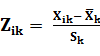 Z_ik = (X_ik − X̄_k) / S_k